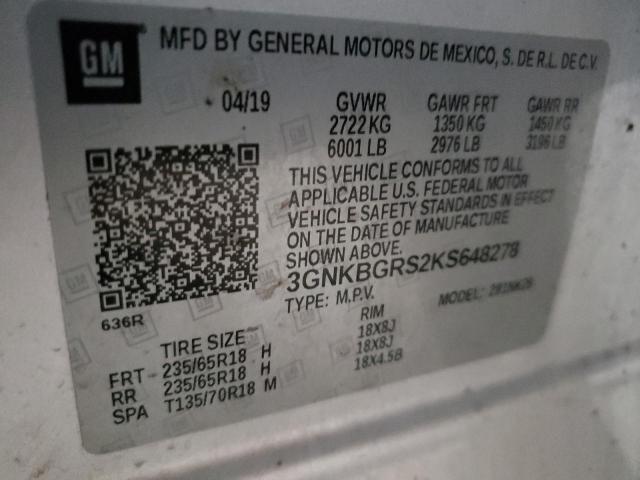 GM
MFD BY GENERAL MOTORS DE MEXICO, S. DE R.L. DE C.V.
04/19 GVWR GAWR FRT GAWR RR
2722 KG 1350 KG 1450 KG
6001 LB 2976 LB 3196 LB
THIS VEHICLE CONFORMS TO ALL
APPLICABLE U.S. FEDERAL MOTOR
VEHICLE SAFETY STANDARDS IN EFFECT
ON THE DATE OF MANUFACTURE
SHOWN ABOVE.
3GNKBGRS2KS648278
TYPE: M.P.V. MODEL:
636R
TIRE SIZE RIM
FRT - 235/65R18 H 18X8J
RR 235/65R18 H 18X8J
SPA T135/70R18 M 18X4.5B